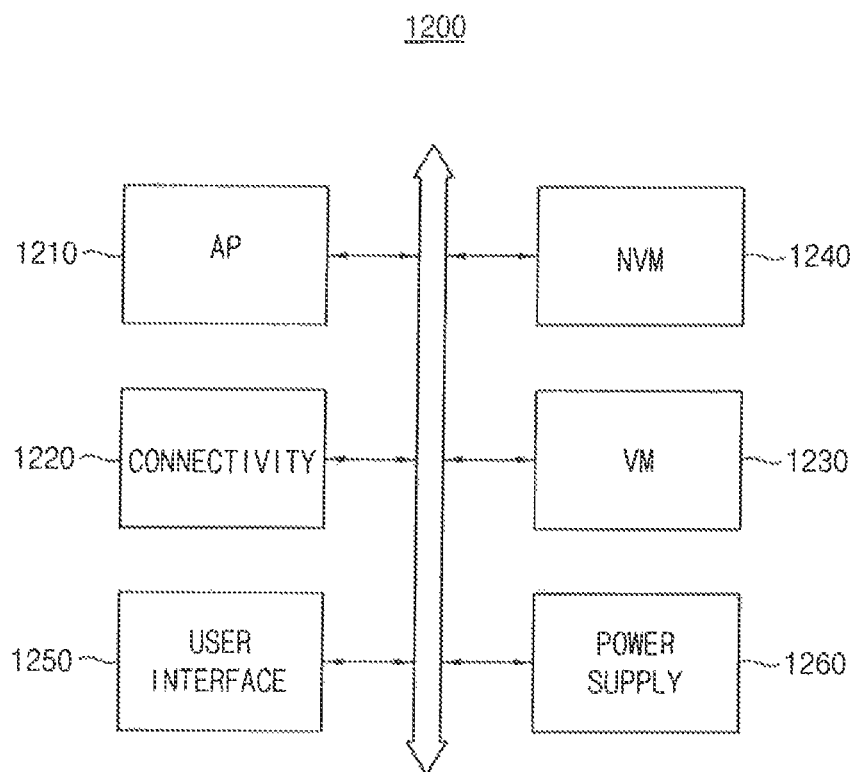 1200
1210
AP
NVM
1240
1220
CONNECTIVITY
VM
1230
1250
USER
INTERFACE
POWER
SUPPLY
1260